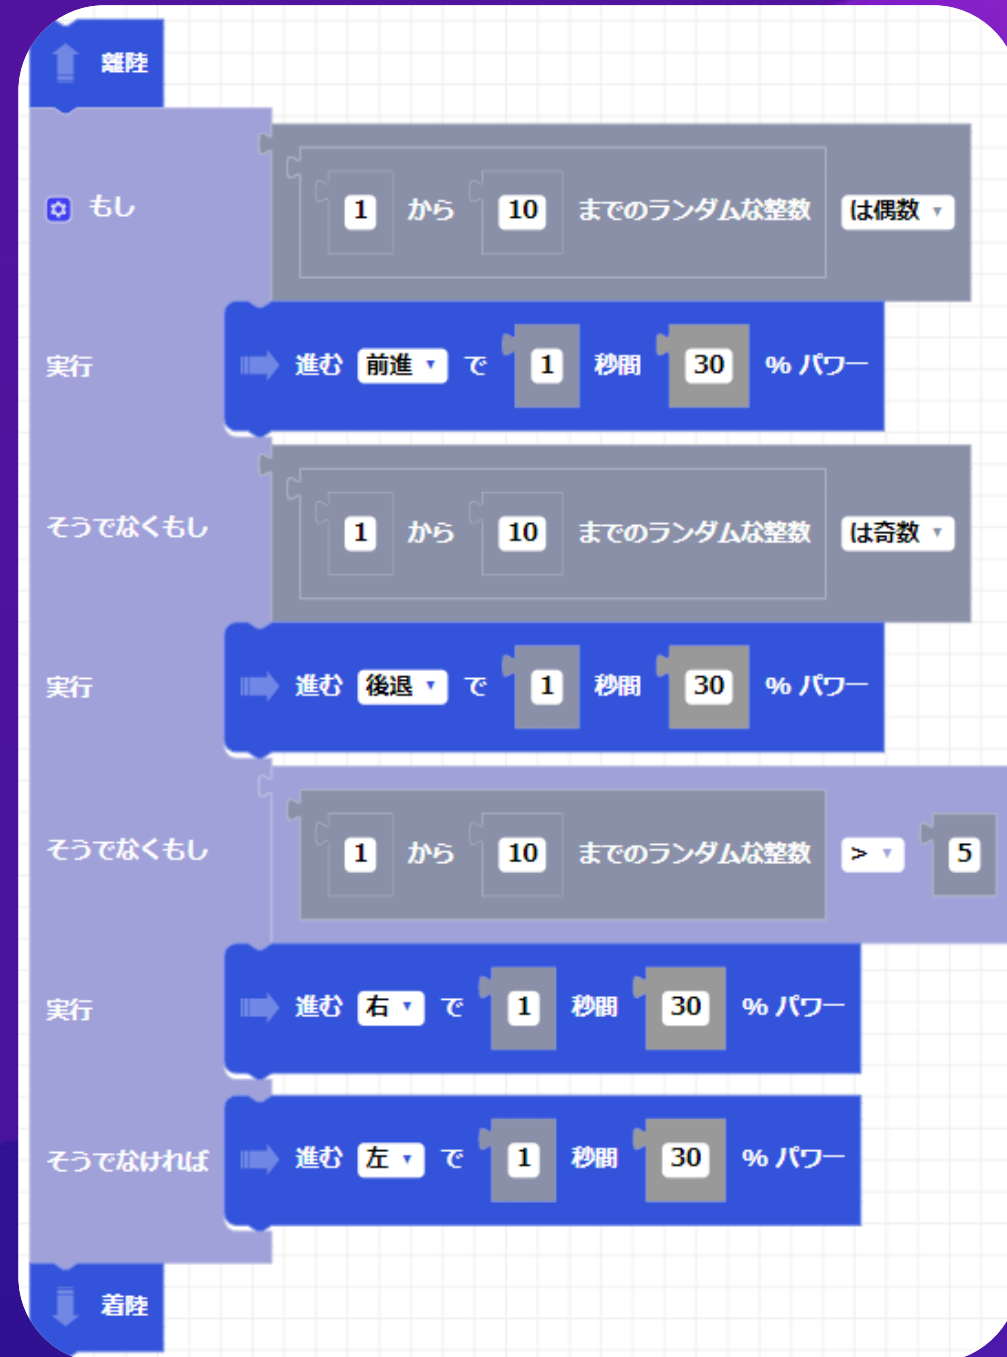 離陸
もし 1 から 10 までのランダムな整数 は偶数
実行 進む 前進 で 1 秒間 30 % パワー
そうでなくもし 1 から 10 までのランダムな整数 は奇数
実行 進む 後退 で 1 秒間 30 % パワー
そうでなくもし 1 から 10 までのランダムな整数 > 5
実行 進む 右 で 1 秒間 30 % パワー
そうでなければ 進む 左 で 1 秒間 30 % パワー
着陸